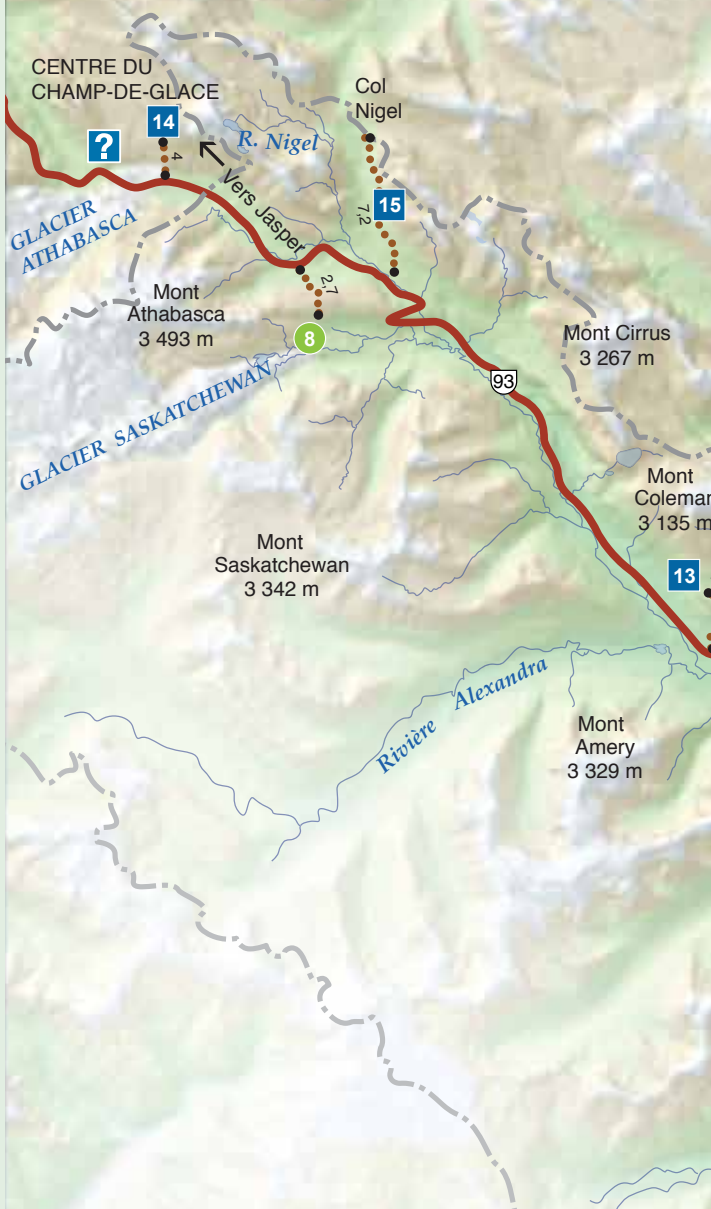 CENTRE DU
CHAMP-DE-GLACE
14
?
4
R. Nigel
Vers Jasper
Col
Nigel
7,2
15
GLACIER
ATHABASCA
Mont
Athabasca
3 493 m
2,7
8
GLACIER SASKATCHEWAN
Mont Cirrus
3 267 m
93
Mont
Coleman
3 135 m
13
Mont
Saskatchewan
3 342 m
Rivière Alexandra
Mont
Amery
3 329 m